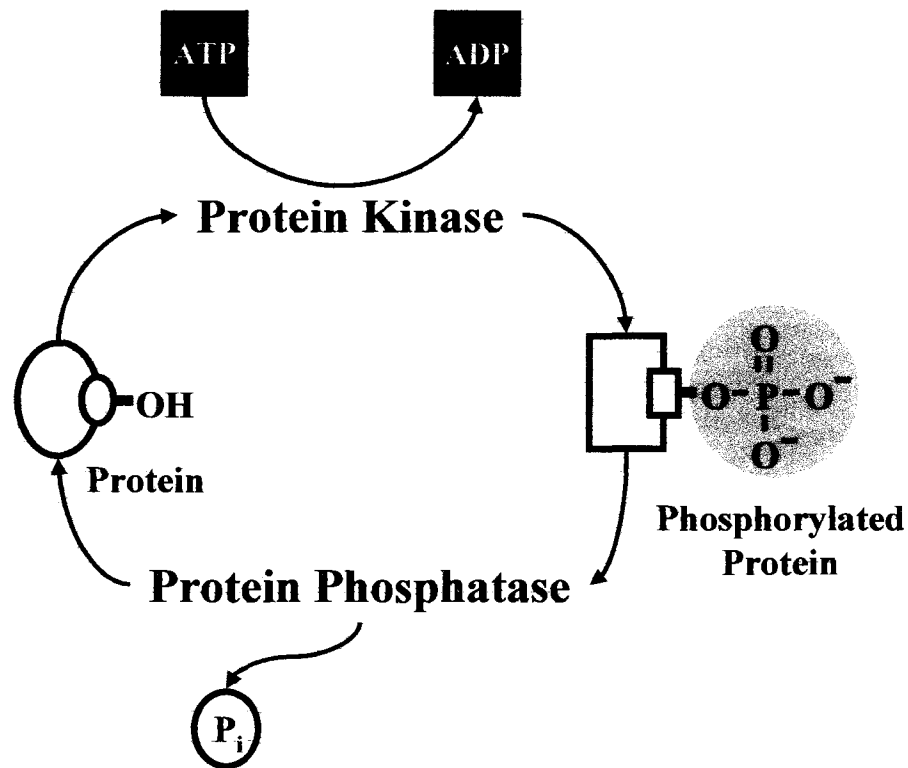 ATP
ADP
Protein Kinase
OH
Protein
O
O-P-O⁻
O⁻
Phosphorylated
Protein
Protein Phosphatase
Pᵢ